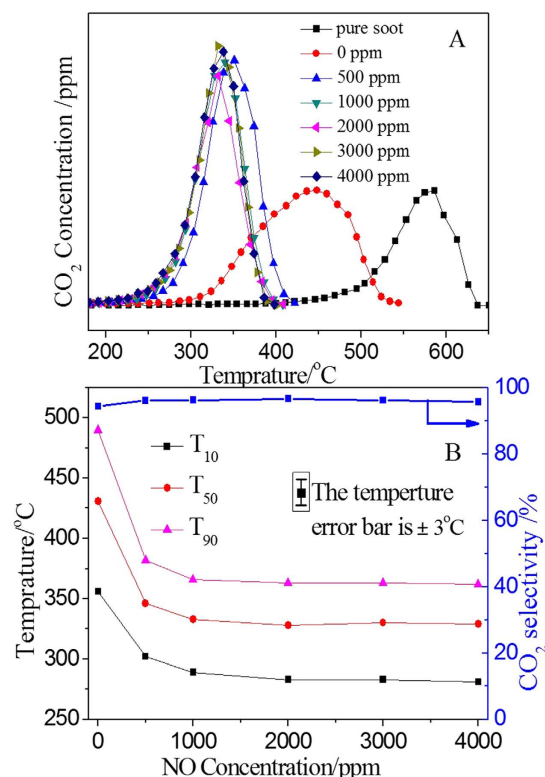 A
pure soot
0 ppm
500 ppm
1000 ppm
2000 ppm
3000 ppm
4000 ppm
CO2 Concentration /ppm
200 300 400 500 600
Temprature/°C
B
T10
T50
T90
The temperture
error bar is ± 3°C
Temprature/°C
500
450
400
350
300
250
CO2 selectivity /%
100
80
60
40
20
0
0 1000 2000 3000 4000
NO Concentration/ppm